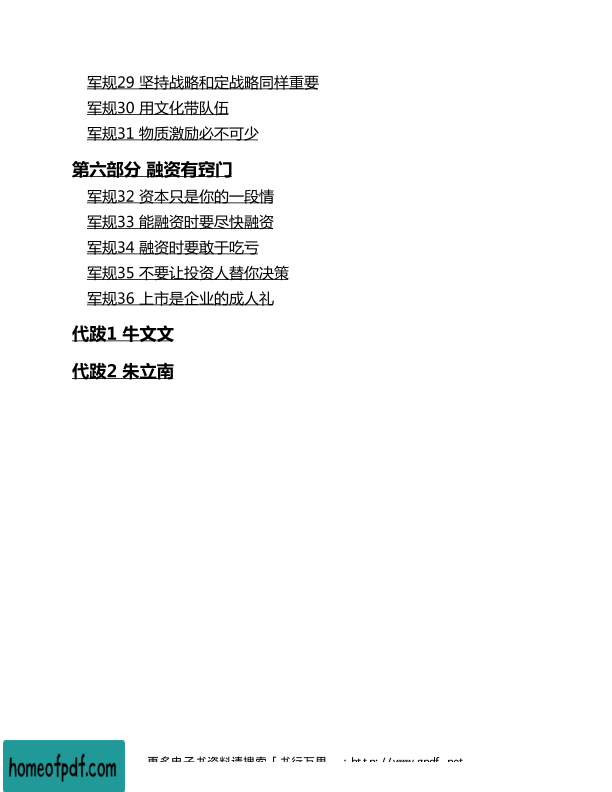 军规29 坚持战略和定战略同样重要
军规30 用文化带队伍
军规31 物质激励必不可少
第六部分 融资有窍门
军规32 资本只是你的一段情
军规33 能融资时要尽快融资
军规34 融资时要敢于吃亏
军规35 不要让投资人替你决策
军规36 上市是企业的成人礼
代跋1 牛文文
代跋2 朱立南
homeofpdf.com
更多电子书资料请搜索「书行万里